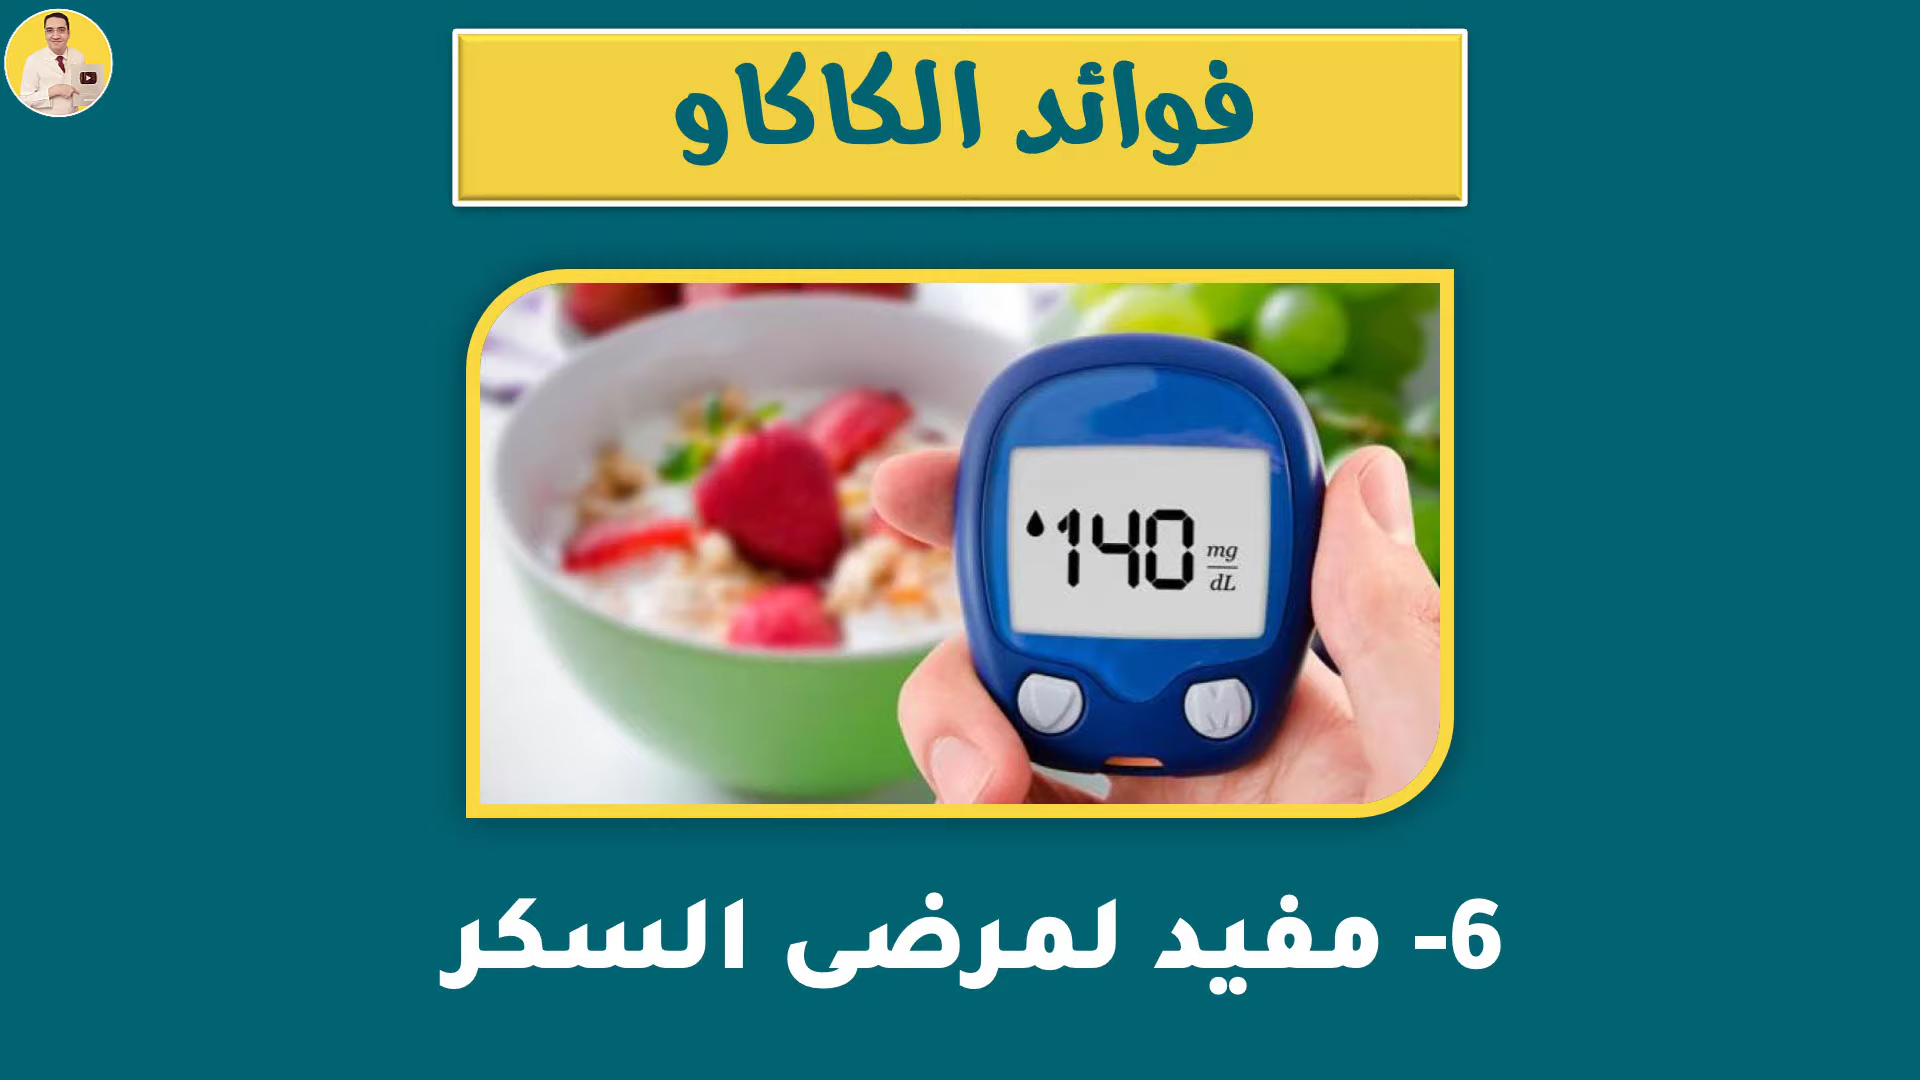 فوائد الكاكاو
140 mg/dL
6- مفيد لمرضى السكر